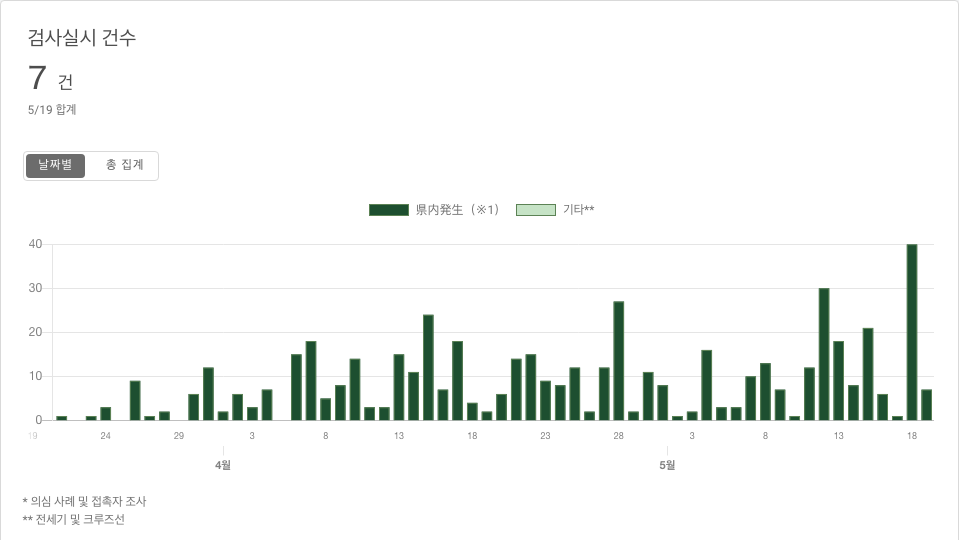 검사실시 건수
7 건
5/19 합계
날짜별 총 집계
県内発生（※1） 기타**
40
30
20
10
0
19 24 29 3 8 13 18 23 28 3 8 13 18
4월 5월
* 의심 사례 및 접촉자 조사
** 전세기 및 크루즈선